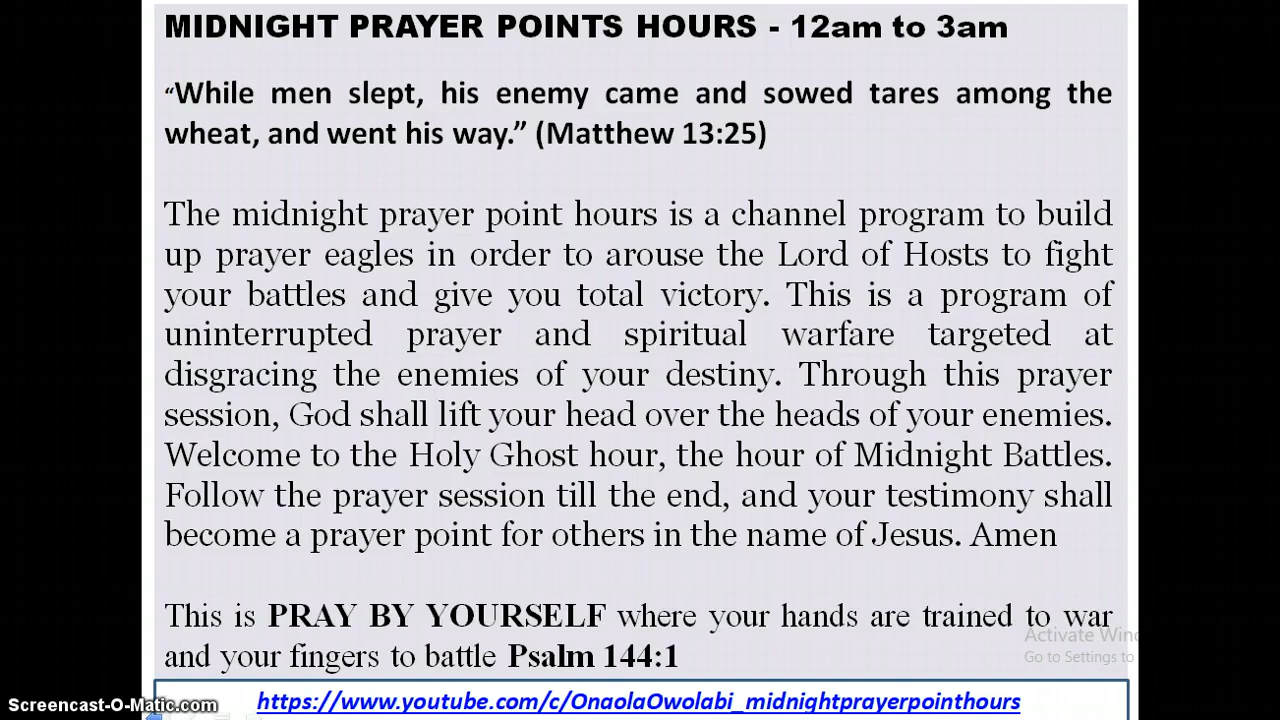 MIDNIGHT PRAYER POINTS HOURS - 12am to 3am
“While men slept, his enemy came and sowed tares among the
wheat, and went his way.” (Matthew 13:25)
The midnight prayer point hours is a channel program to build
up prayer eagles in order to arouse the Lord of Hosts to fight
your battles and give you total victory. This is a program of
uninterrupted prayer and spiritual warfare targeted at
disgracing the enemies of your destiny. Through this prayer
session, God shall lift your head over the heads of your enemies.
Welcome to the Holy Ghost hour, the hour of Midnight Battles.
Follow the prayer session till the end, and your testimony shall
become a prayer point for others in the name of Jesus. Amen
This is PRAY BY YOURSELF where your hands are trained to war
and your fingers to battle Psalm 144:1
Activate Winc
Go to Settings to
https://www.youtube.com/c/OnaolaOwolabi_midnightprayerpointhours
Screencast-O-Matic.com